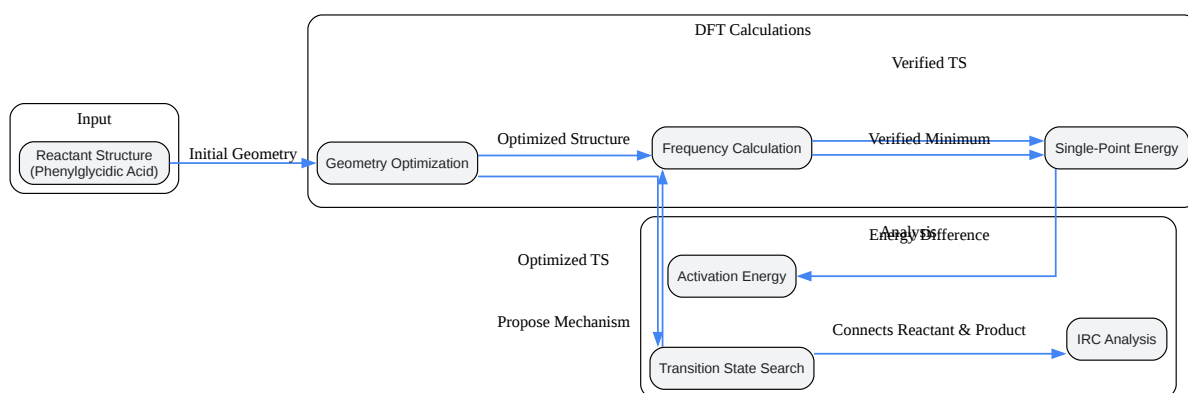 DFT Calculations
Verified TS
Input
Reactant Structure
(Phenylglycidic Acid)
Initial Geometry
Geometry Optimization
Optimized Structure
Frequency Calculation
Verified Minimum
Single-Point Energy
Analysis
Energy Difference
Optimized TS
Activation Energy
Propose Mechanism
Connects Reactant & Product
IRC Analysis
Transition State Search